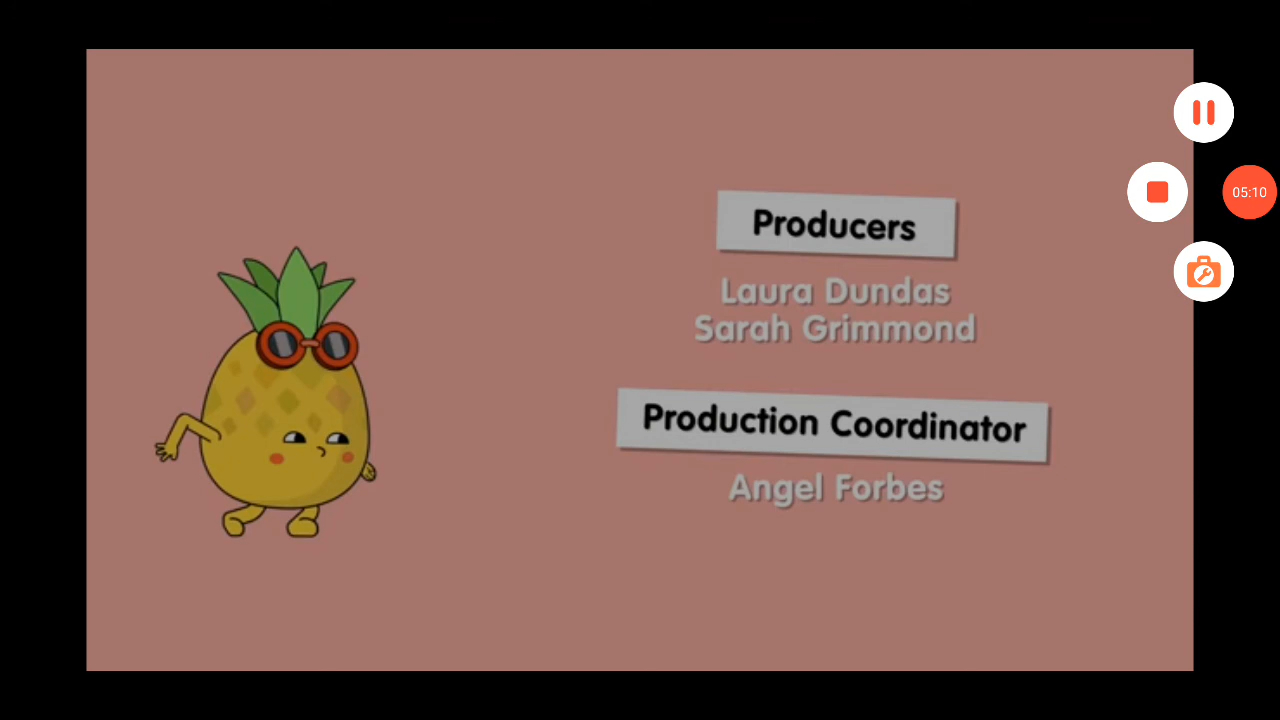 Producers
Laura Dundas
Sarah Grimmond
Production Coordinator
Angel Forbes
05:10